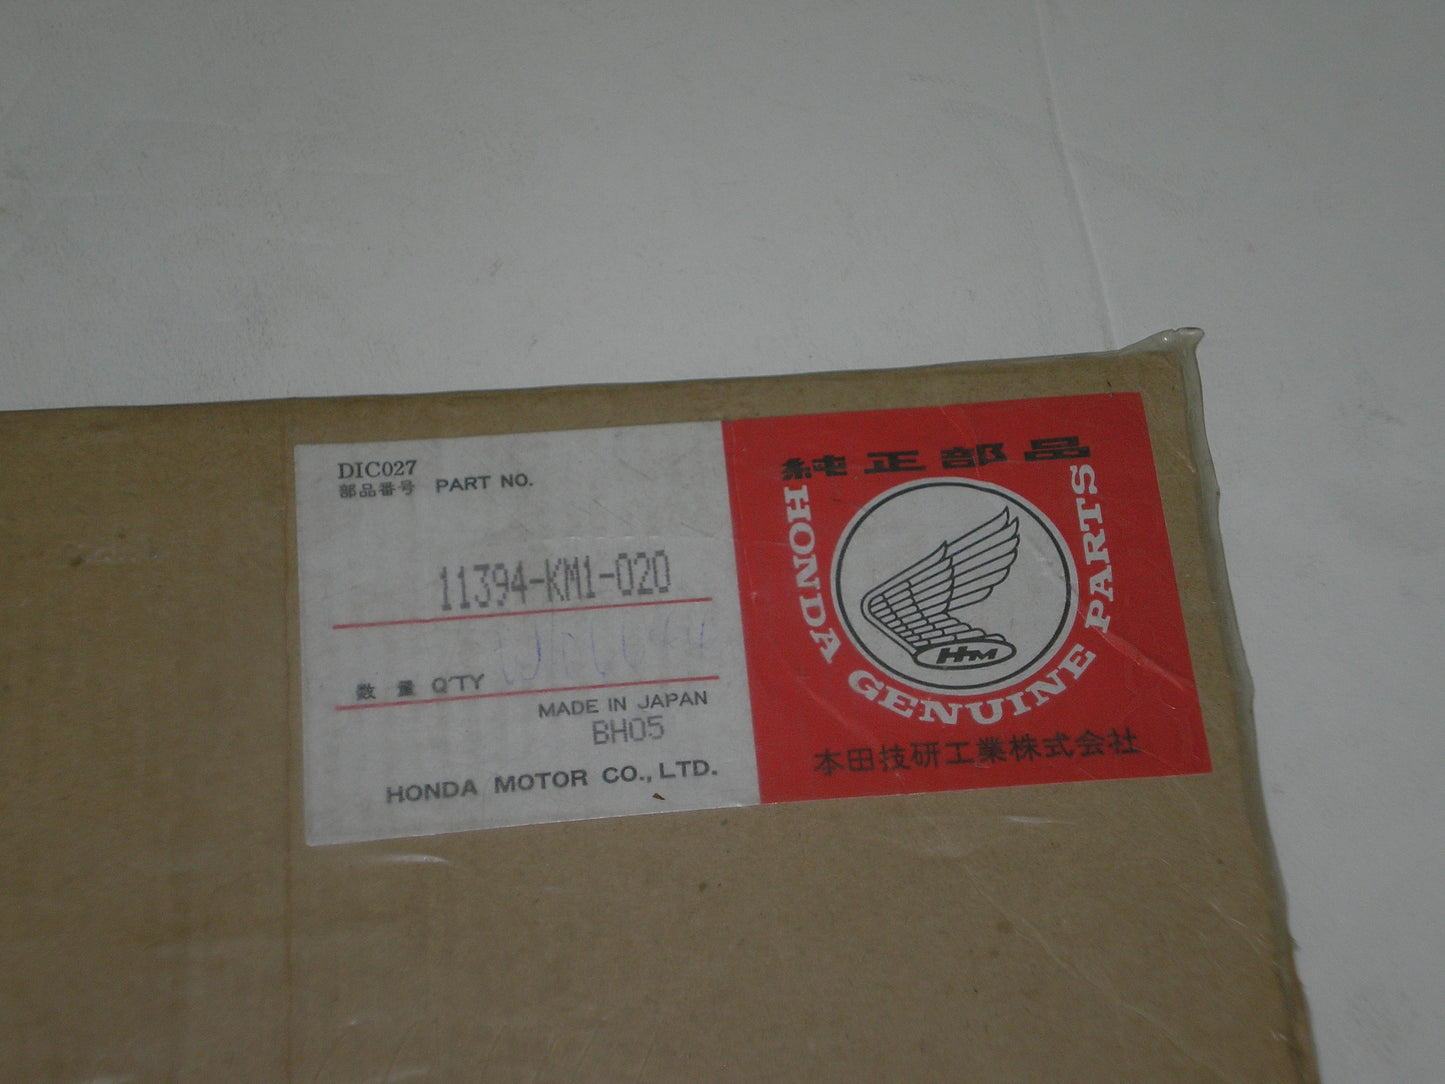 DIC027
部品番号 PART NO.
11394-KM1-020
数量 Q'TY
MADE IN JAPAN
BH05
HONDA MOTOR CO., LTD.
純正部品
HONDA GENUINE PARTS
HM
本田技研工業株式会社